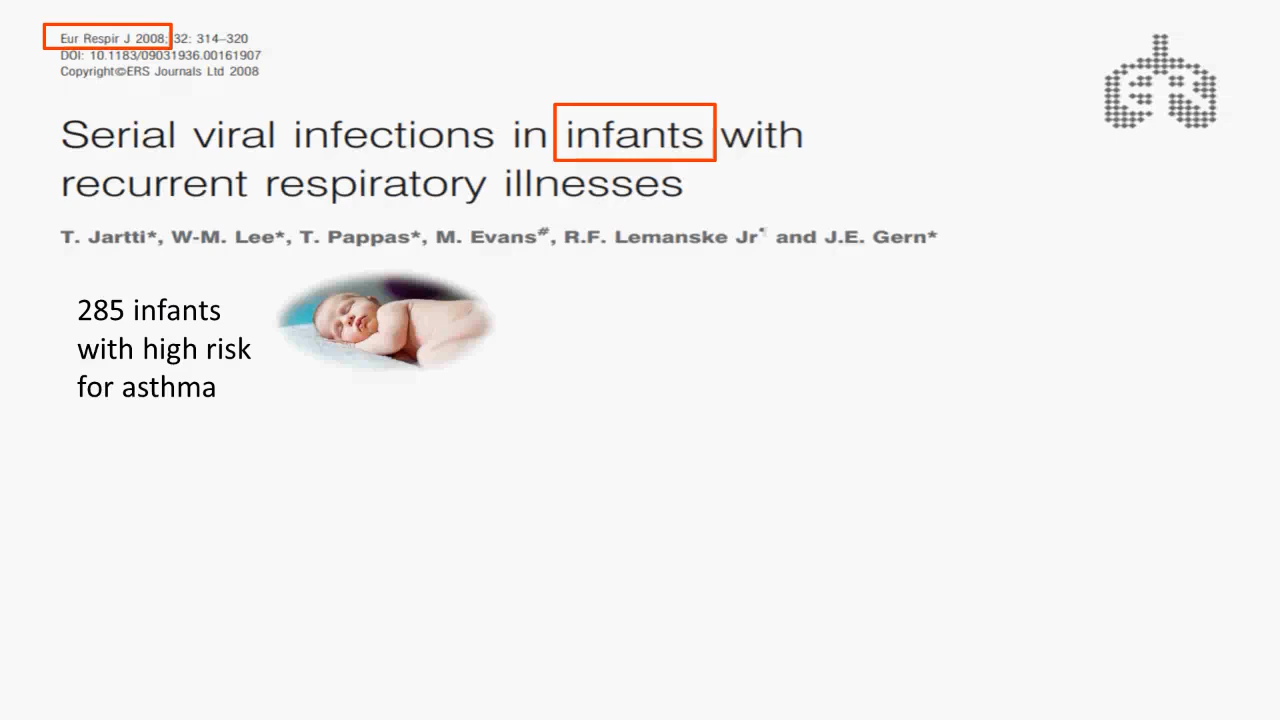 Eur Respir J 2008; 32: 314–320
DOI: 10.1183/09031936.00161907
Copyright©ERS Journals Ltd 2008
ERS
Serial viral infections in infants with
recurrent respiratory illnesses
T. Jartti*, W-M. Lee*, T. Pappas*, M. Evans#, R.F. Lemanske Jr¶ and J.E. Gern*
285 infants
with high risk
for asthma